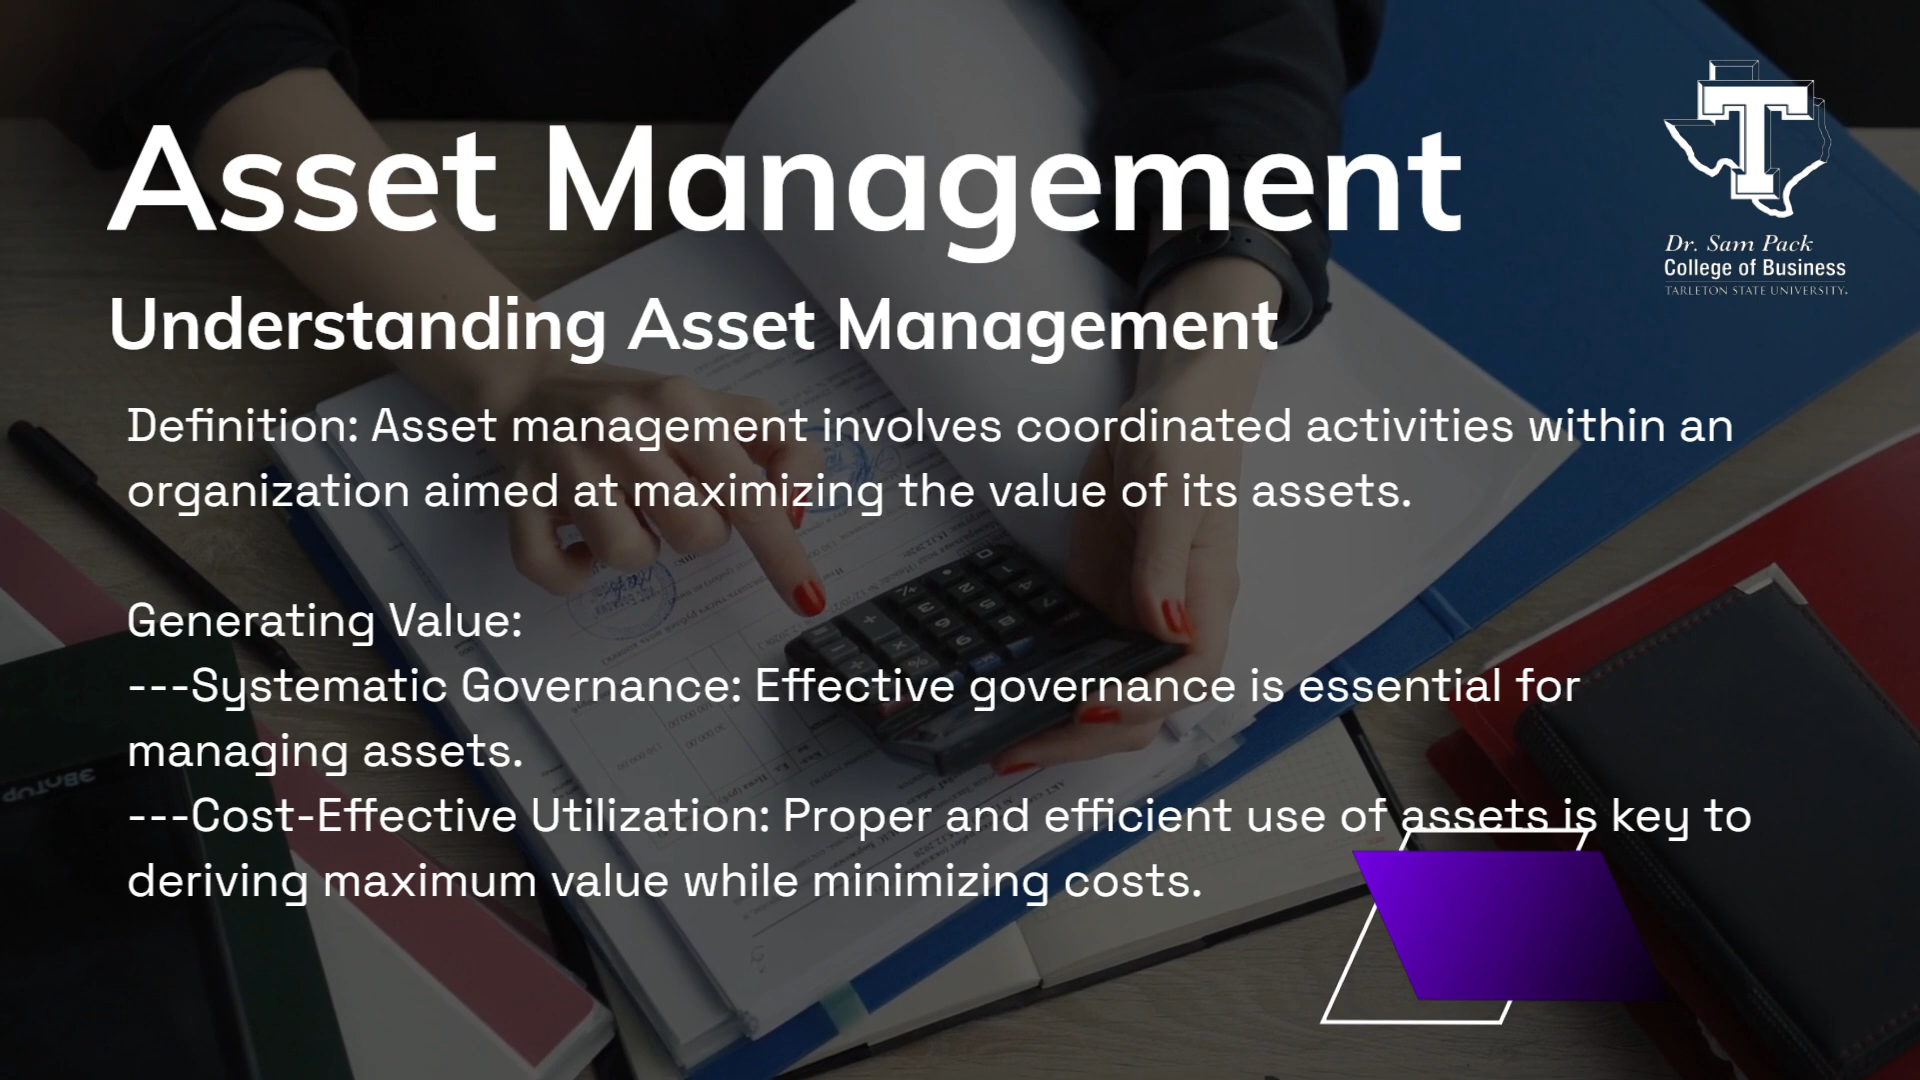 Asset Management
Understanding Asset Management
Definition: Asset management involves coordinated activities within an
organization aimed at maximizing the value of its assets.
Generating Value:
---Systematic Governance: Effective governance is essential for
managing assets.
---Cost-Effective Utilization: Proper and efficient use of assets is key to
deriving maximum value while minimizing costs.
T
Dr. Sam Pack
College of Business
TARLETON STATE UNIVERSITY